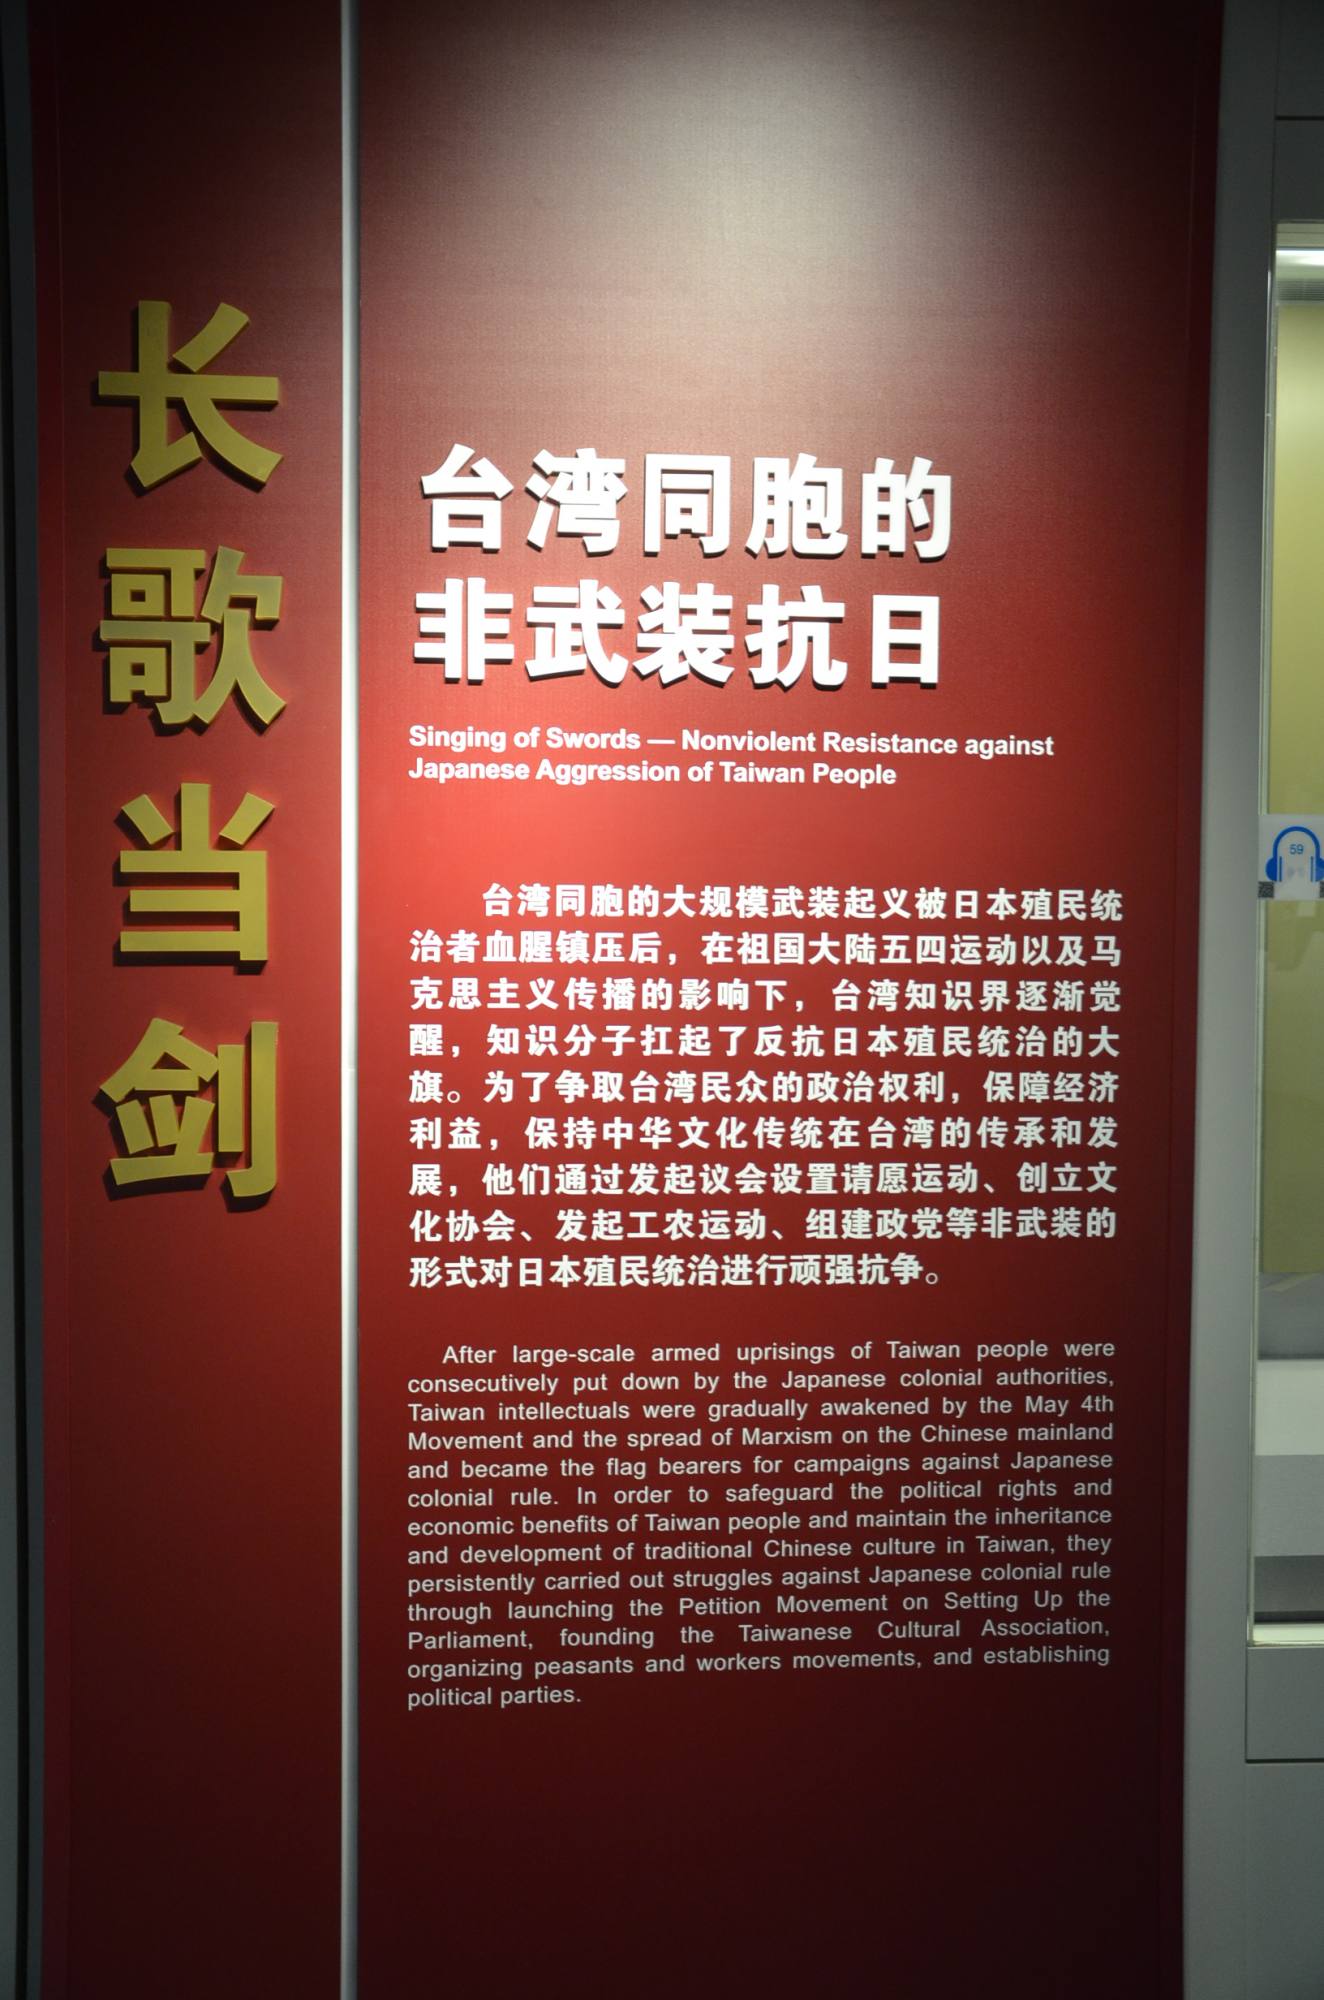 长歌当剑
台湾同胞的
非武装抗日
Singing of Swords — Nonviolent Resistance against
Japanese Aggression of Taiwan People
台湾同胞的大规模武装起义被日本殖民统
治者血腥镇压后，在祖国大陆五四运动以及马
克思主义传播的影响下，台湾知识界逐渐觉
醒，知识分子扛起了反抗日本殖民统治的大
旗。为了争取台湾民众的政治权利，保障经济
利益，保持中华文化传统在台湾的传承和发
展，他们通过发起议会设置请愿运动、创立文
化协会、发起工农运动、组建政党等非武装的
形式对日本殖民统治进行顽强抗争。
After large-scale armed uprisings of Taiwan people were
consecutively put down by the Japanese colonial authorities,
Taiwan intellectuals were gradually awakened by the May 4th
Movement and the spread of Marxism on the Chinese mainland
and became the flag bearers for campaigns against Japanese
colonial rule. In order to safeguard the political rights and
economic benefits of Taiwan people and maintain the inheritance
and development of traditional Chinese culture in Taiwan, they
persistently carried out struggles against Japanese colonial rule
through launching the Petition Movement on Setting Up the
Parliament, founding the Taiwanese Cultural Association,
organizing peasants and workers movements, and establishing
political parties.
59